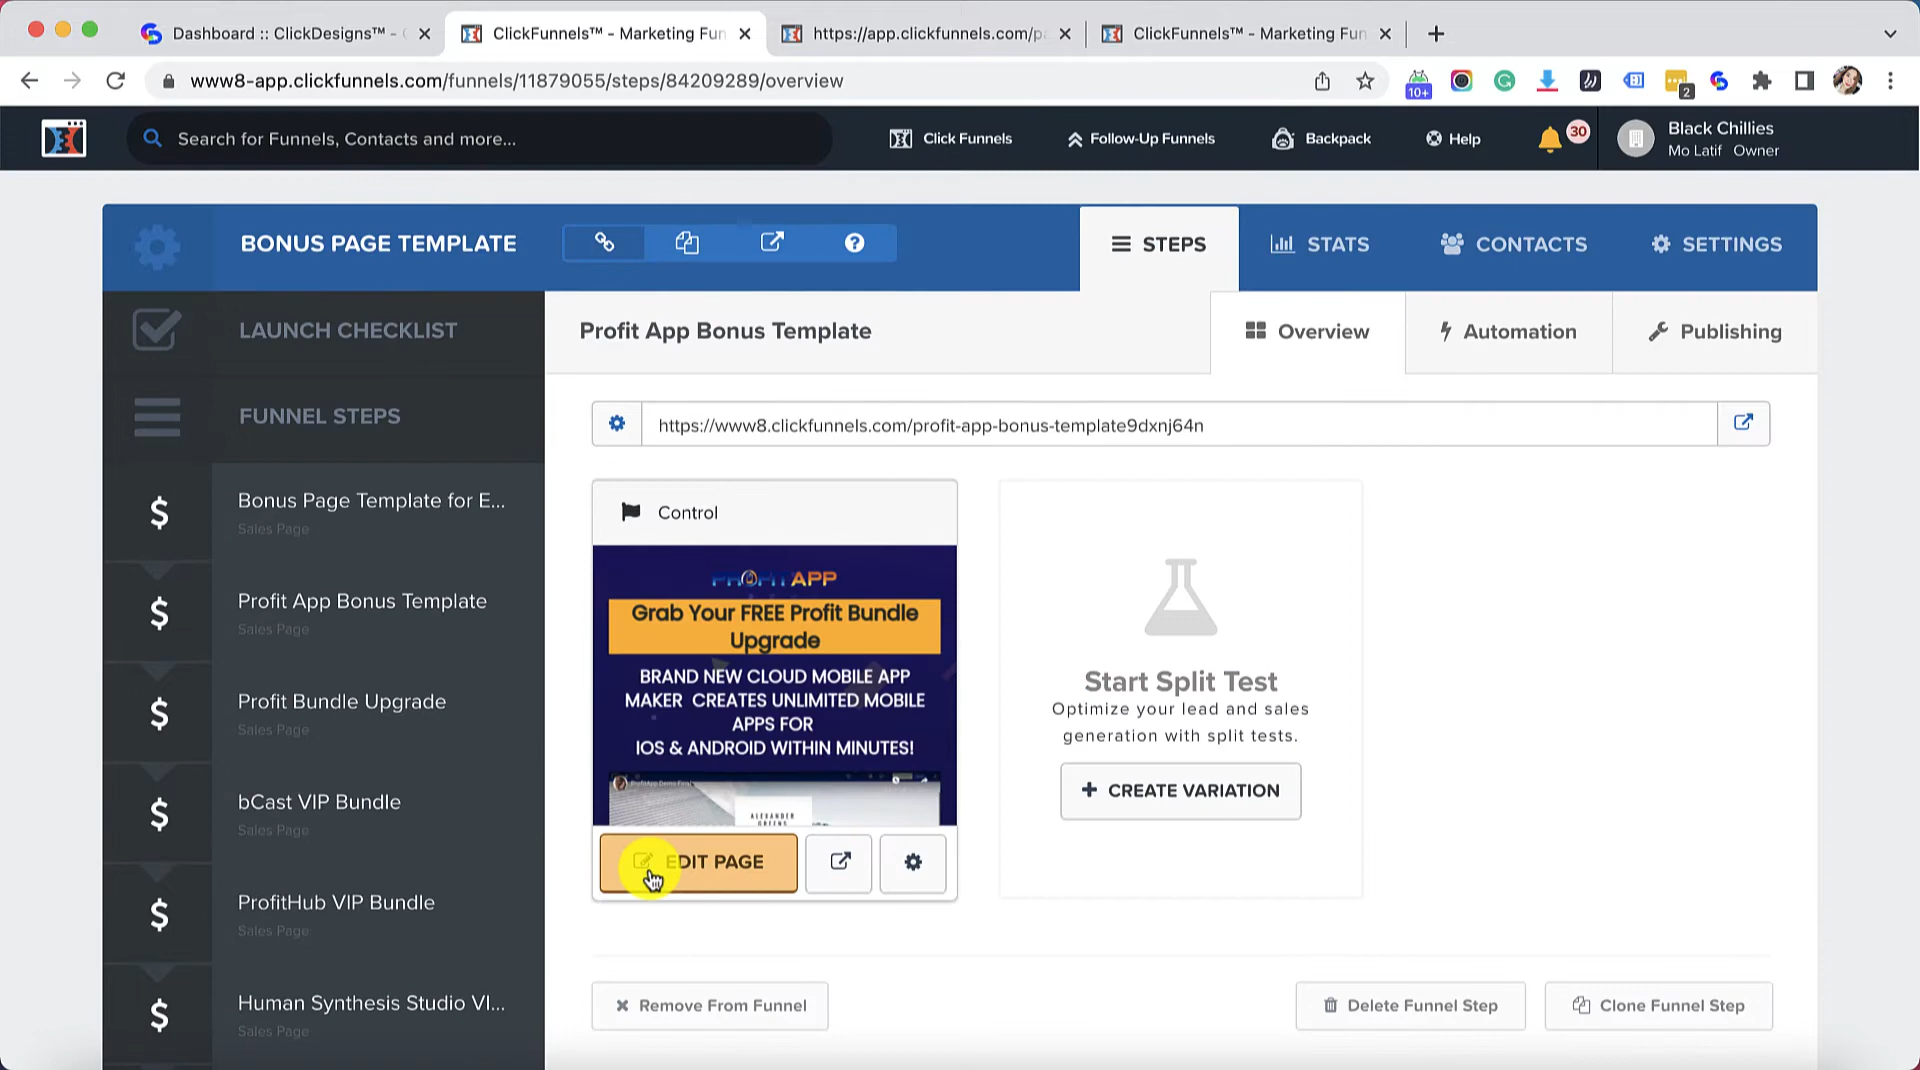 Dashboard :: ClickDesigns™ -
ClickFunnels™ - Marketing Fun
https://app.clickfunnels.com/pa
ClickFunnels™ - Marketing Fun
www8-app.clickfunnels.com/funnels/11879055/steps/84209289/overview
10+
2
Search for Funnels, Contacts and more...
Click Funnels
Follow-Up Funnels
Backpack
Help
30
Black Chillies
Mo Latif Owner
BONUS PAGE TEMPLATE
STEPS
STATS
CONTACTS
SETTINGS
LAUNCH CHECKLIST
Profit App Bonus Template
Overview
Automation
Publishing
FUNNEL STEPS
https://www8.clickfunnels.com/profit-app-bonus-template9dxnj64n
Bonus Page Template for E...
Sales Page
Profit App Bonus Template
Sales Page
Profit Bundle Upgrade
Sales Page
bCast VIP Bundle
Sales Page
ProfitHub VIP Bundle
Sales Page
Human Synthesis Studio VI...
Sales Page
Control
PROFIT APP
Grab Your FREE Profit Bundle
Upgrade
BRAND NEW CLOUD MOBILE APP
MAKER CREATES UNLIMITED MOBILE
APPS FOR
IOS & ANDROID WITHIN MINUTES!
ALEXANDER
EDIT PAGE
Start Split Test
Optimize your lead and sales
generation with split tests.
+ CREATE VARIATION
Remove From Funnel
Delete Funnel Step
Clone Funnel Step